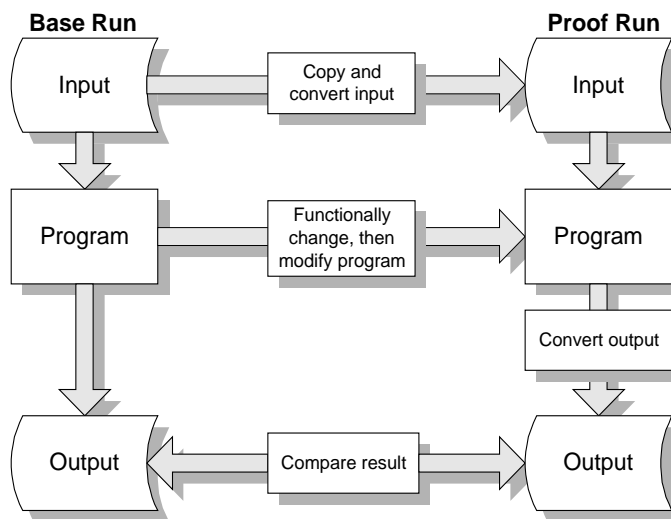 Base Run
Proof Run
Input
Copy and
convert input
Input
Program
Functionally
change, then
modify program
Program
Convert output
Output
Compare result
Output